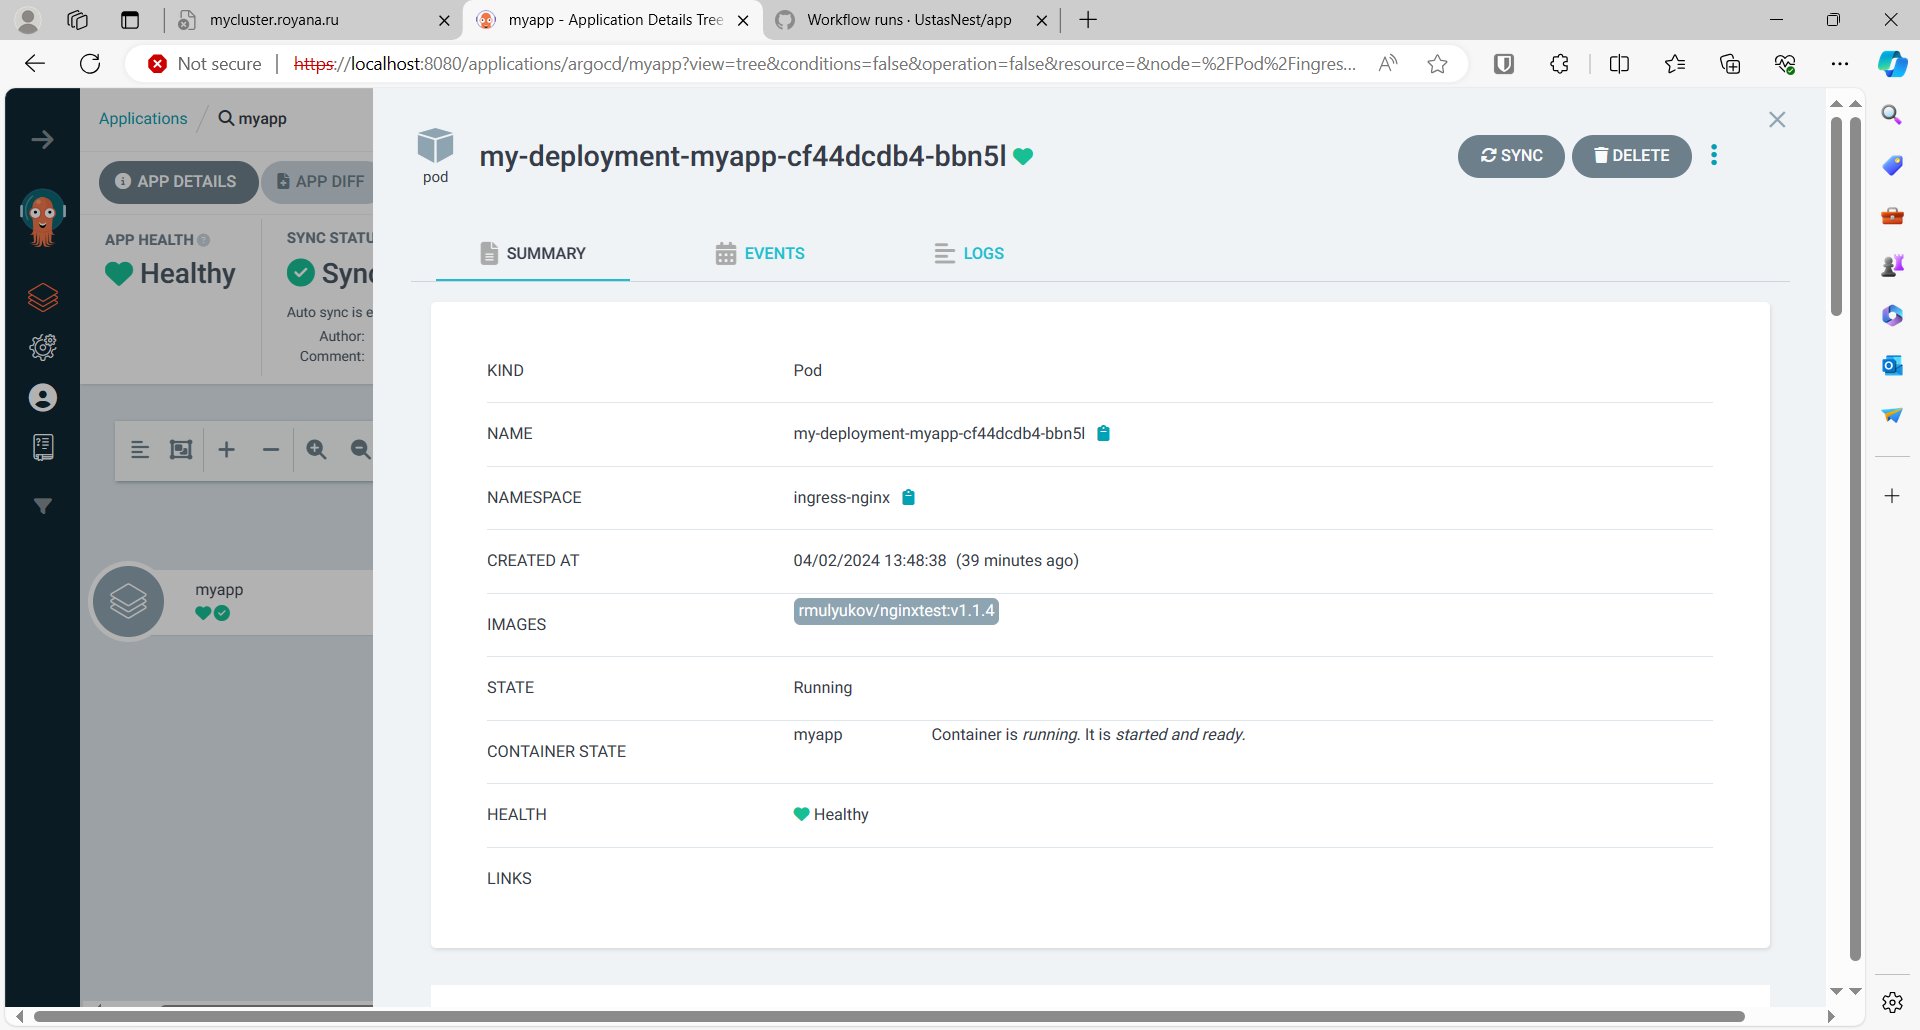 mycluster.royana.ru
myapp - Application Details Tree
Workflow runs · UstasNest/app
Not secure
https://localhost:8080/applications/argocd/myapp?view=tree&conditions=false&operation=false&resource=&node=%2FPod%2Fingres...
Applications / myapp
APP DETAILS
APP DIFF
APP HEALTH
Healthy
SYNC STATU
Sync
Auto sync is e
Author:
Comment:
myapp
pod
my-deployment-myapp-cf44dcdb4-bbn5l
SYNC
DELETE
SUMMARY
EVENTS
LOGS
KIND Pod
NAME my-deployment-myapp-cf44dcdb4-bbn5l
NAMESPACE ingress-nginx
CREATED AT 04/02/2024 13:48:38 (39 minutes ago)
IMAGES rmulyukov/nginxtest:v1.1.4
STATE Running
CONTAINER STATE myapp Container is running. It is started and ready.
HEALTH Healthy
LINKS